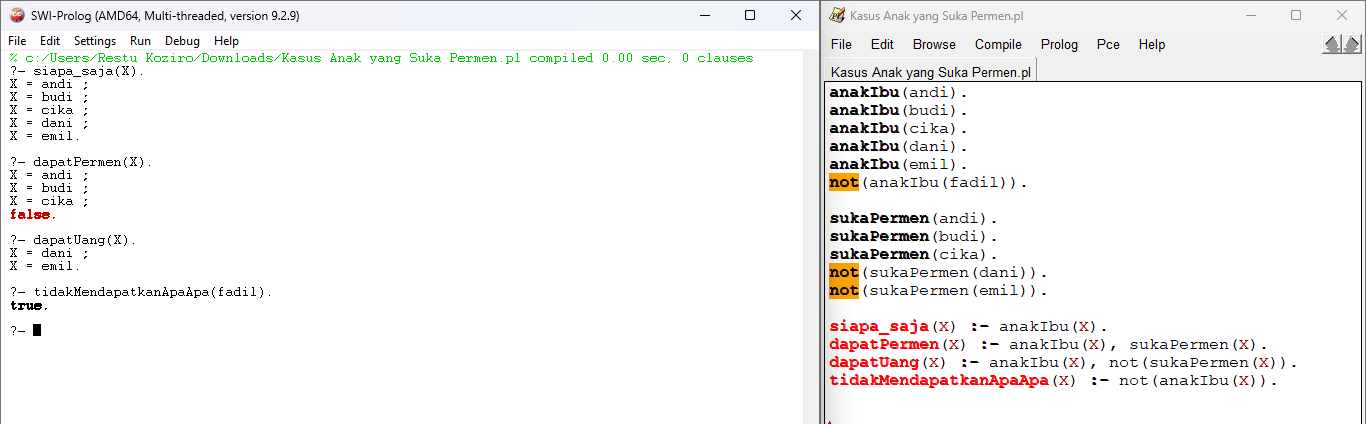 SWI-Prolog (AMD64, Multi-threaded, version 9.2.9)
File Edit Settings Run Debug Help
% c:/Users/Restu Koziro/Downloads/Kasus Anak yang Suka Permen.pl compiled 0.00 sec, 0 clauses
?- siapa_saja(X).
X = andi ;
X = budi ;
X = cika ;
X = dani ;
X = emil.
?- dapatPermen(X).
X = andi ;
X = budi ;
X = cika ;
false.
?- dapatUang(X).
X = dani ;
X = emil.
?- tidakMendapatkanApaApa(fadil).
true.
?-
Kasus Anak yang Suka Permen.pl
File Edit Browse Compile Prolog Pce Help
Kasus Anak yang Suka Permen.pl
anakIbu(andi).
anakIbu(budi).
anakIbu(cika).
anakIbu(dani).
anakIbu(emil).
not(anakIbu(fadil)).
sukaPermen(andi).
sukaPermen(budi).
sukaPermen(cika).
not(sukaPermen(dani)).
not(sukaPermen(emil)).
siapa_saja(X) :- anakIbu(X).
dapatPermen(X) :- anakIbu(X), sukaPermen(X).
dapatUang(X) :- anakIbu(X), not(sukaPermen(X)).
tidakMendapatkanApaApa(X) :- not(anakIbu(X)).